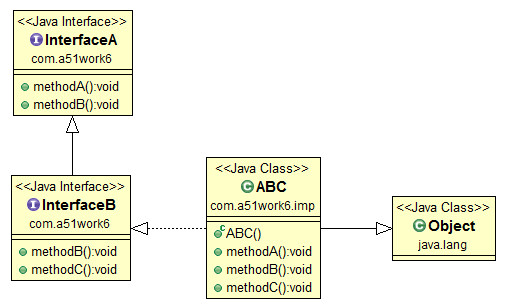 <<Java Interface>>
InterfaceA
com.a51work6
methodA():void
methodB():void
<<Java Interface>>
InterfaceB
com.a51work6
methodB():void
methodC():void
<<Java Class>>
ABC
com.a51work6.imp
ABC()
methodA():void
methodB():void
methodC():void
<<Java Class>>
Object
java.lang